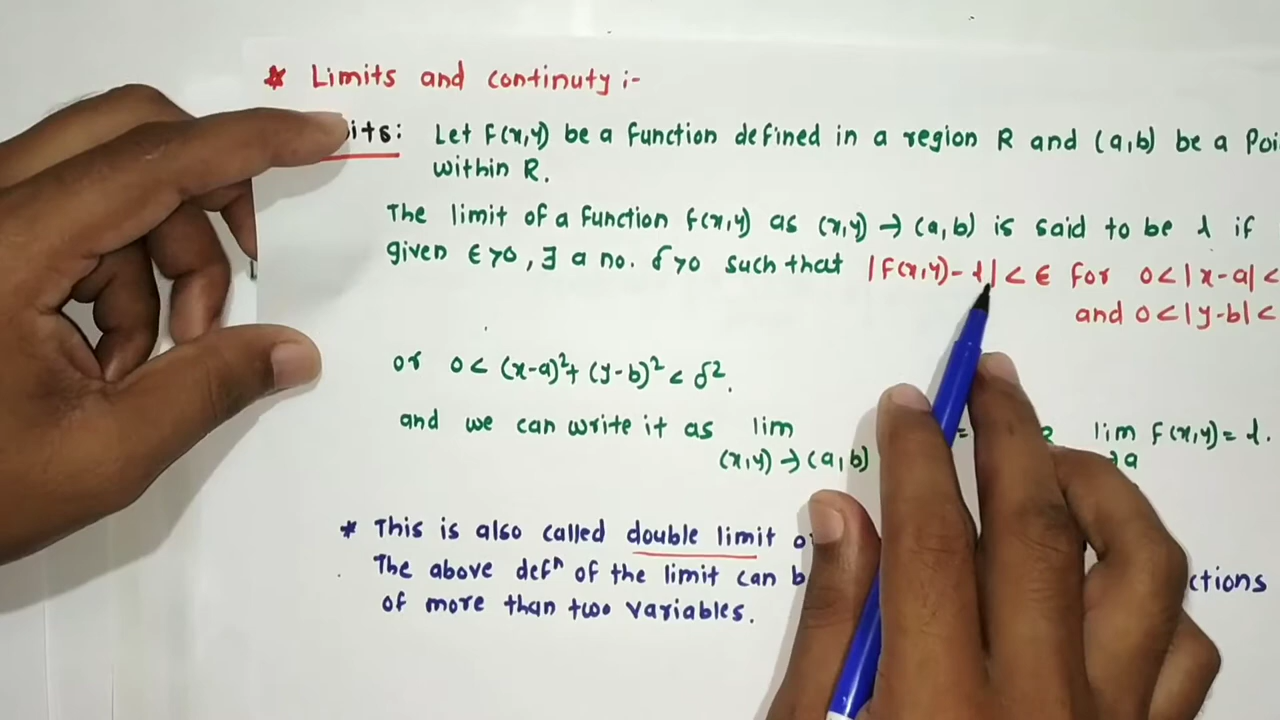 * Limits and continuty :-
its: Let F(x,y) be a function defined in a region R and (a,b) be a Poi
within R.
The limit of a function F(x,y) as (x,y) → (a,b) is said to be l if
given ε>0, ∃ a no. δ>0 such that |F(x,y)-l| < ε for 0<|x-a| <
and 0<|y-b| <
or 0 < (x-a)²+ (y-b)² < δ².
and we can write it as lim = lim F(x,y) = l.
(x,y) → (a,b) →a
* This is also called double limit o
The above defⁿ of the limit can b ctions
of more than two variables.